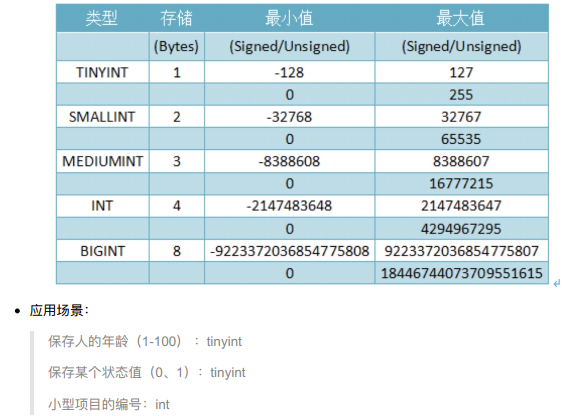 类型 存储 最小值 最大值
(Bytes) (Signed/Unsigned) (Signed/Unsigned)
TINYINT 1 -128 127
0 255
SMALLINT 2 -32768 32767
0 65535
MEDIUMINT 3 -8388608 8388607
0 16777215
INT 4 -2147483648 2147483647
0 4294967295
BIGINT 8 -9223372036854775808 9223372036854775807
0 18446744073709551615
应用场景：
保存人的年龄（1-100）：tinyint
保存某个状态值（0、1）：tinyint
小型项目的编号：int